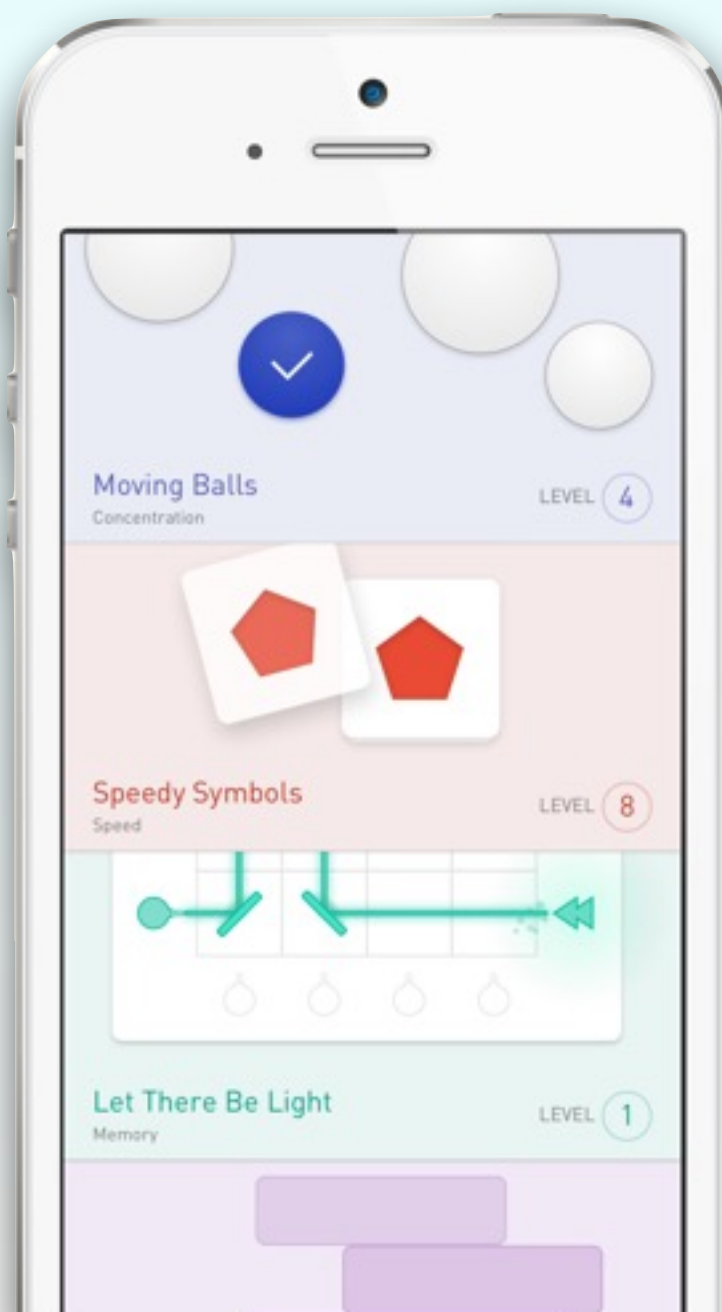 Moving Balls
Concentration
LEVEL 4
Speedy Symbols
Speed
LEVEL 8
Let There Be Light
Memory
LEVEL 1